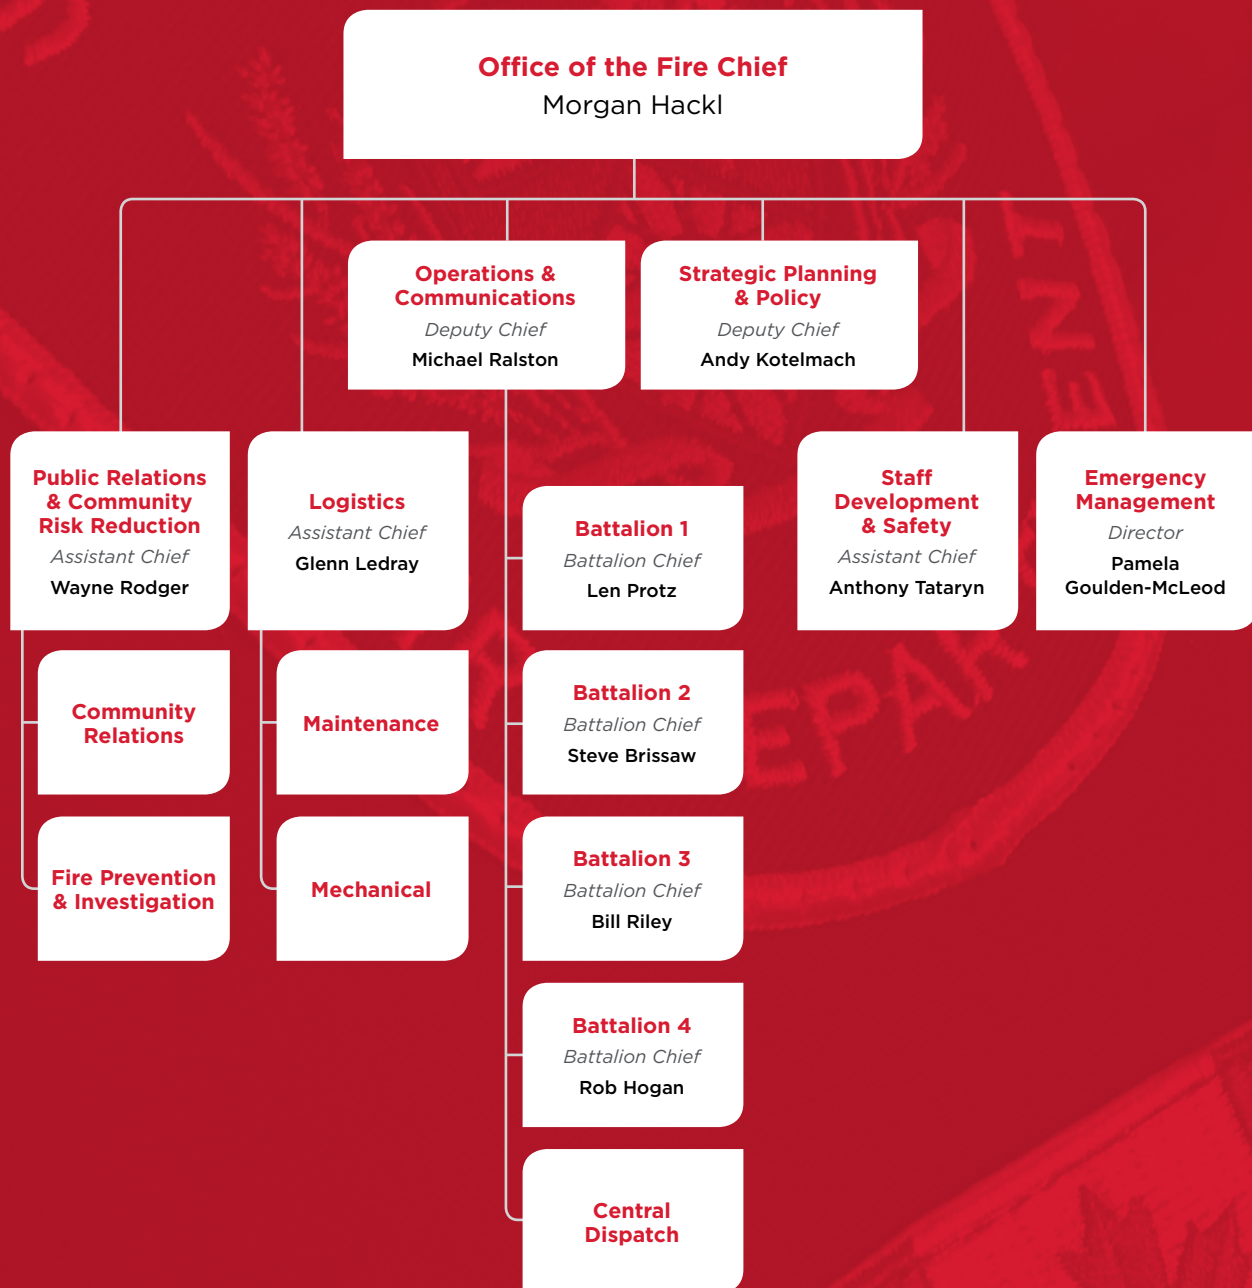 Office of the Fire Chief
Morgan Hackl
Operations &
Communications
Deputy Chief
Michael Ralston
Strategic Planning
& Policy
Deputy Chief
Andy Kotelmach
Public Relations
& Community
Risk Reduction
Assistant Chief
Wayne Rodger
Community
Relations
Fire Prevention
& Investigation
Logistics
Assistant Chief
Glenn Ledray
Maintenance
Mechanical
Battalion 1
Battalion Chief
Len Protz
Battalion 2
Battalion Chief
Steve Brissaw
Battalion 3
Battalion Chief
Bill Riley
Battalion 4
Battalion Chief
Rob Hogan
Central
Dispatch
Staff
Development
& Safety
Assistant Chief
Anthony Tataryn
Emergency
Management
Director
Pamela
Goulden-McLeod